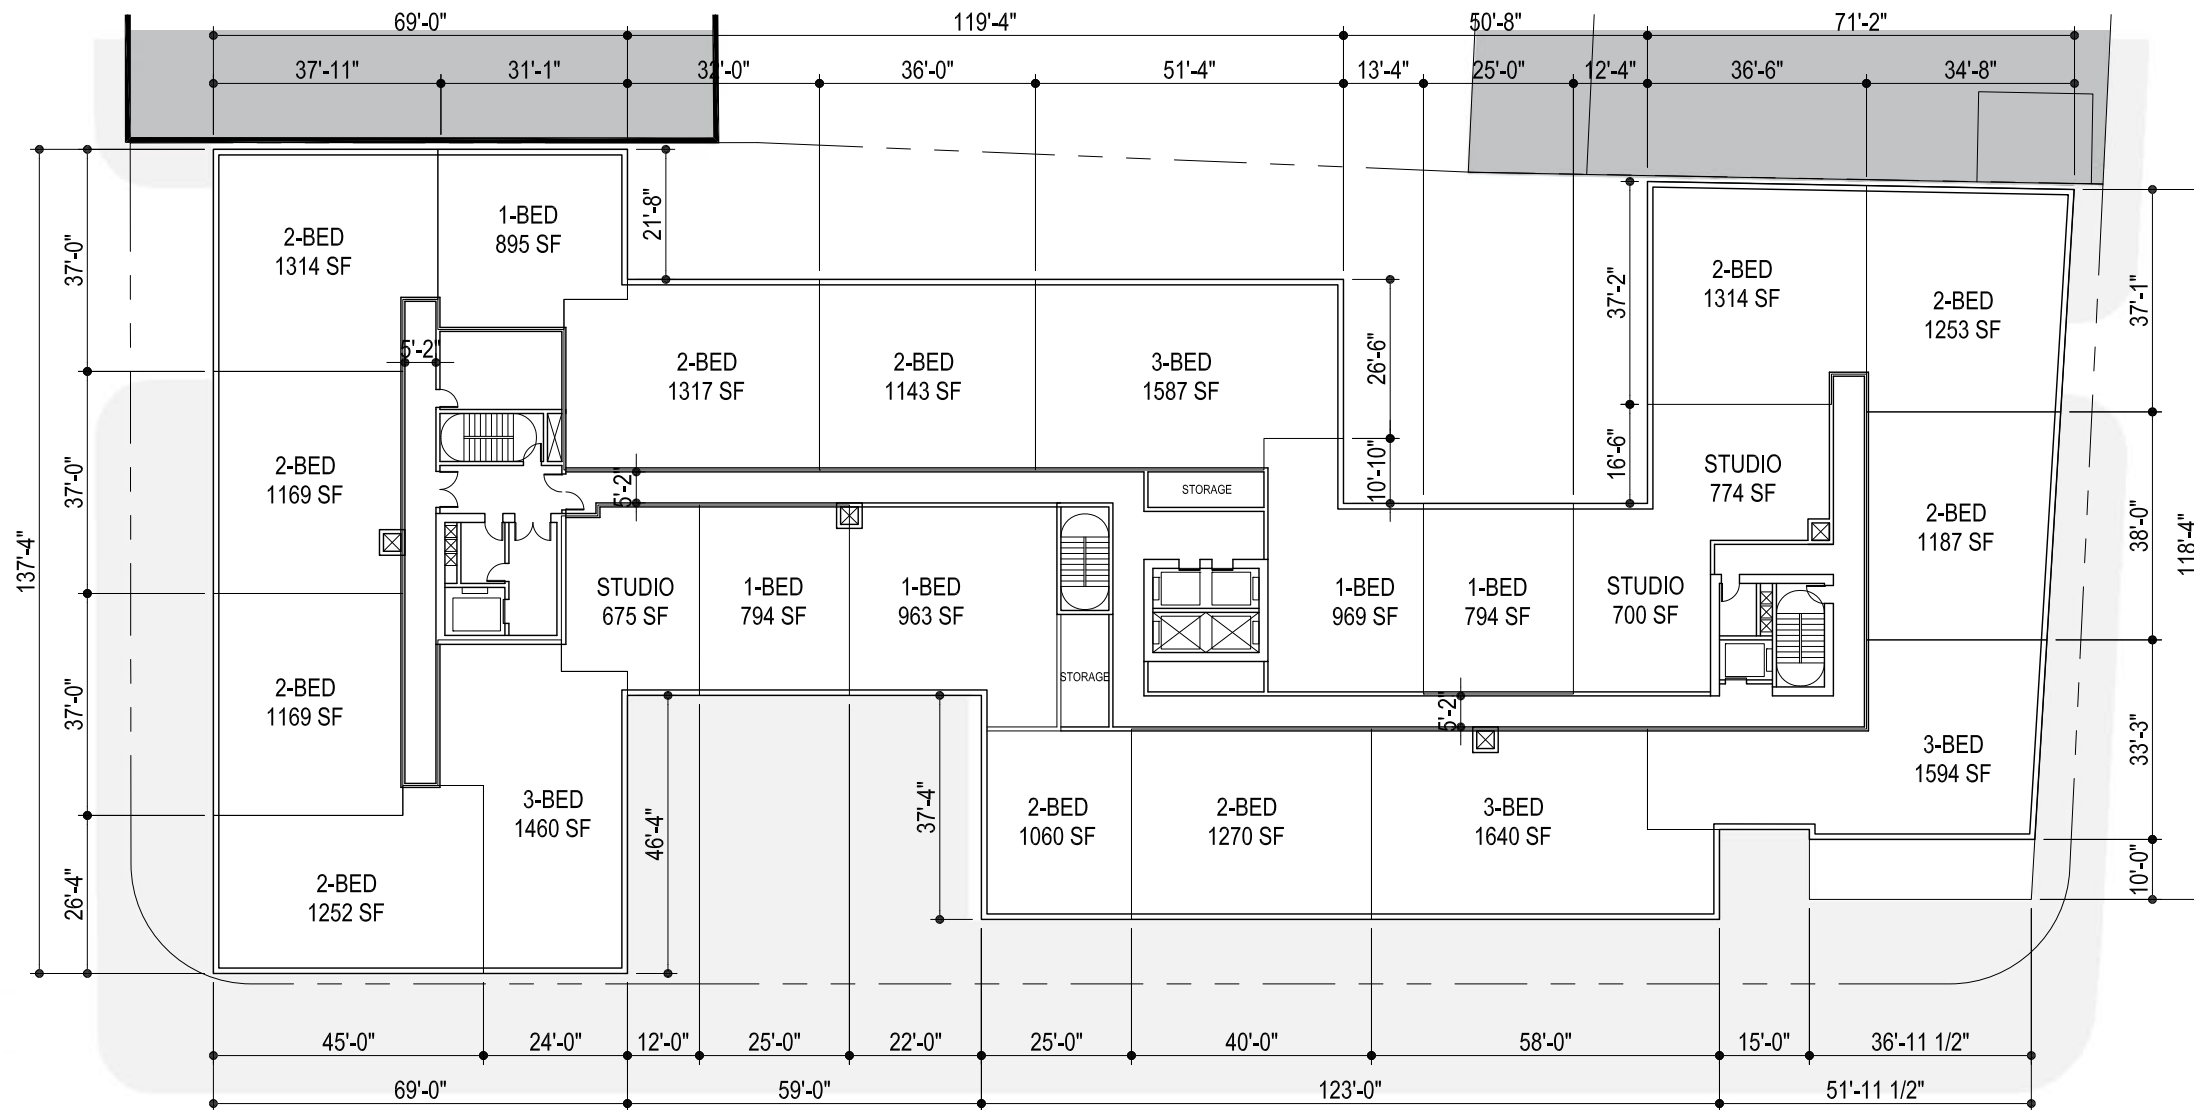 69'-0"
119'-4"
50'-8"
71'-2"
37'-11"
31'-1"
32'-0"
36'-0"
51'-4"
13'-4"
25'-0"
12'-4"
36'-6"
34'-8"
137'-4"
37'-0"
37'-0"
37'-0"
26'-4"
2-BED
1314 SF
1-BED
895 SF
21'-8"
5'-2"
2-BED
1317 SF
2-BED
1143 SF
3-BED
1587 SF
26'-6"
10'-10"
37'-2"
16'-6"
2-BED
1314 SF
2-BED
1253 SF
37'-1"
38'-0"
33'-3"
10'-0"
118'-4"
2-BED
1169 SF
5'-2"
STORAGE
STUDIO
774 SF
2-BED
1187 SF
STUDIO
675 SF
1-BED
794 SF
1-BED
963 SF
1-BED
969 SF
1-BED
794 SF
STUDIO
700 SF
2-BED
1169 SF
STORAGE
5'-2"
3-BED
1594 SF
3-BED
1460 SF
46'-4"
37'-4"
2-BED
1060 SF
2-BED
1270 SF
3-BED
1640 SF
2-BED
1252 SF
45'-0"
24'-0"
12'-0"
25'-0"
22'-0"
25'-0"
40'-0"
58'-0"
15'-0"
36'-11 1/2"
69'-0"
59'-0"
123'-0"
51'-11 1/2"